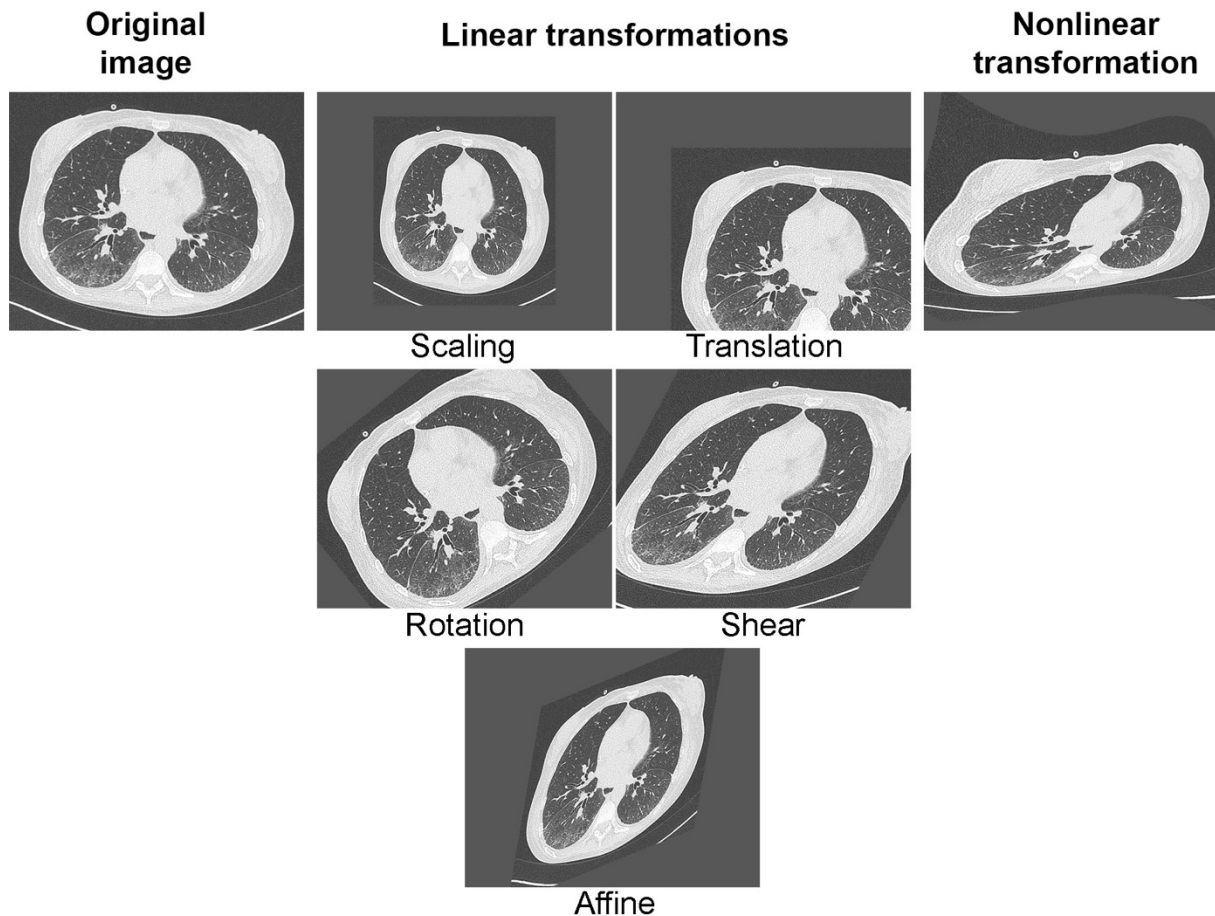 Original
image
Linear transformations
Nonlinear
transformation
Scaling
Translation
Rotation
Shear
Affine